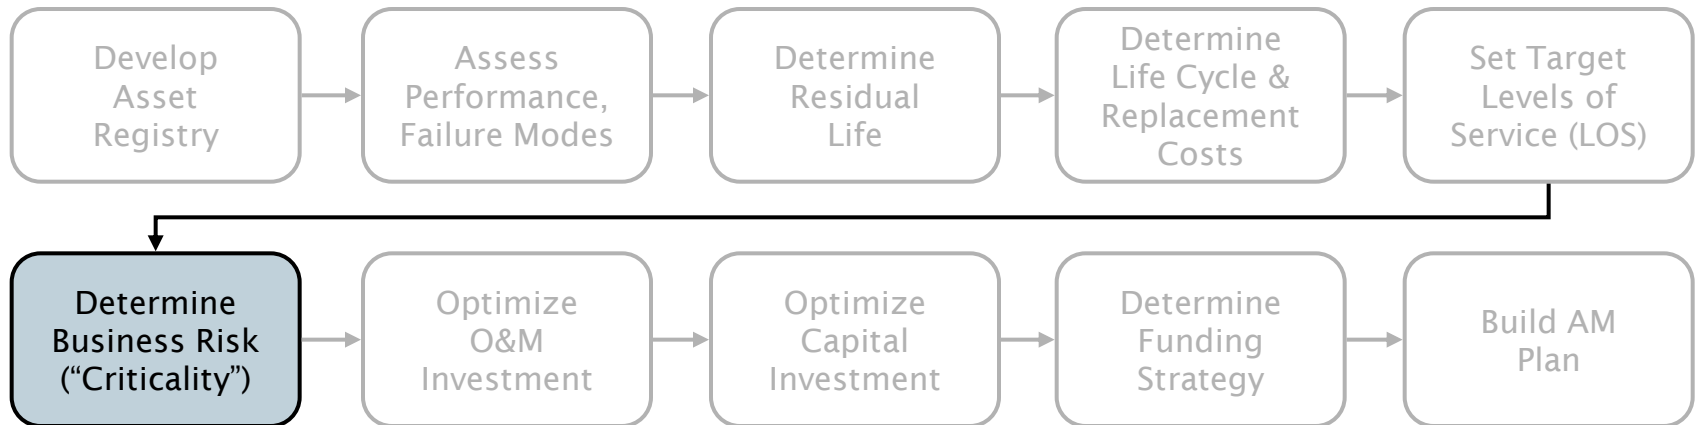 Develop
Asset
Registry
Assess
Performance,
Failure Modes
Determine
Residual
Life
Determine
Life Cycle &
Replacement
Costs
Set Target
Levels of
Service (LOS)
Determine
Business Risk
(“Criticality”)
Optimize
O&M
Investment
Optimize
Capital
Investment
Determine
Funding
Strategy
Build AM
Plan